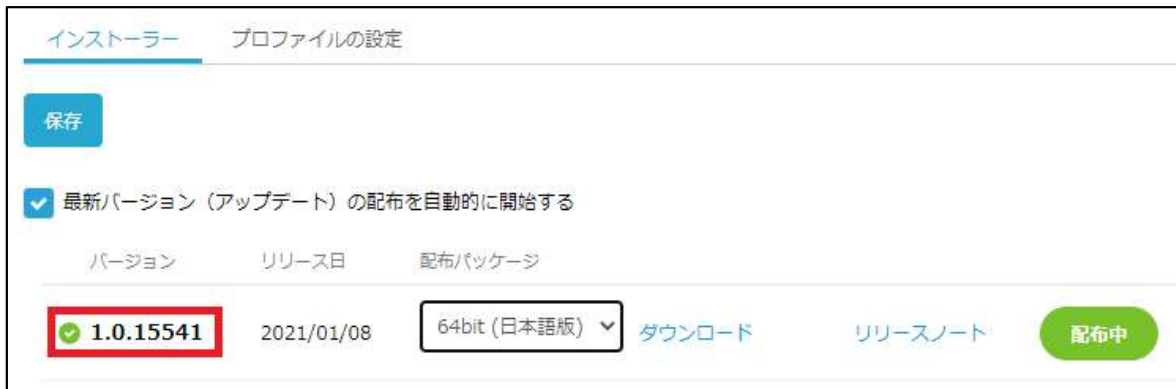 インストーラー プロファイルの設定
保存
最新バージョン（アップデート）の配布を自動的に開始する
バージョン リリース日 配布パッケージ
1.0.15541 2021/01/08 64bit (日本語版) ダウンロード リリースノート 配布中